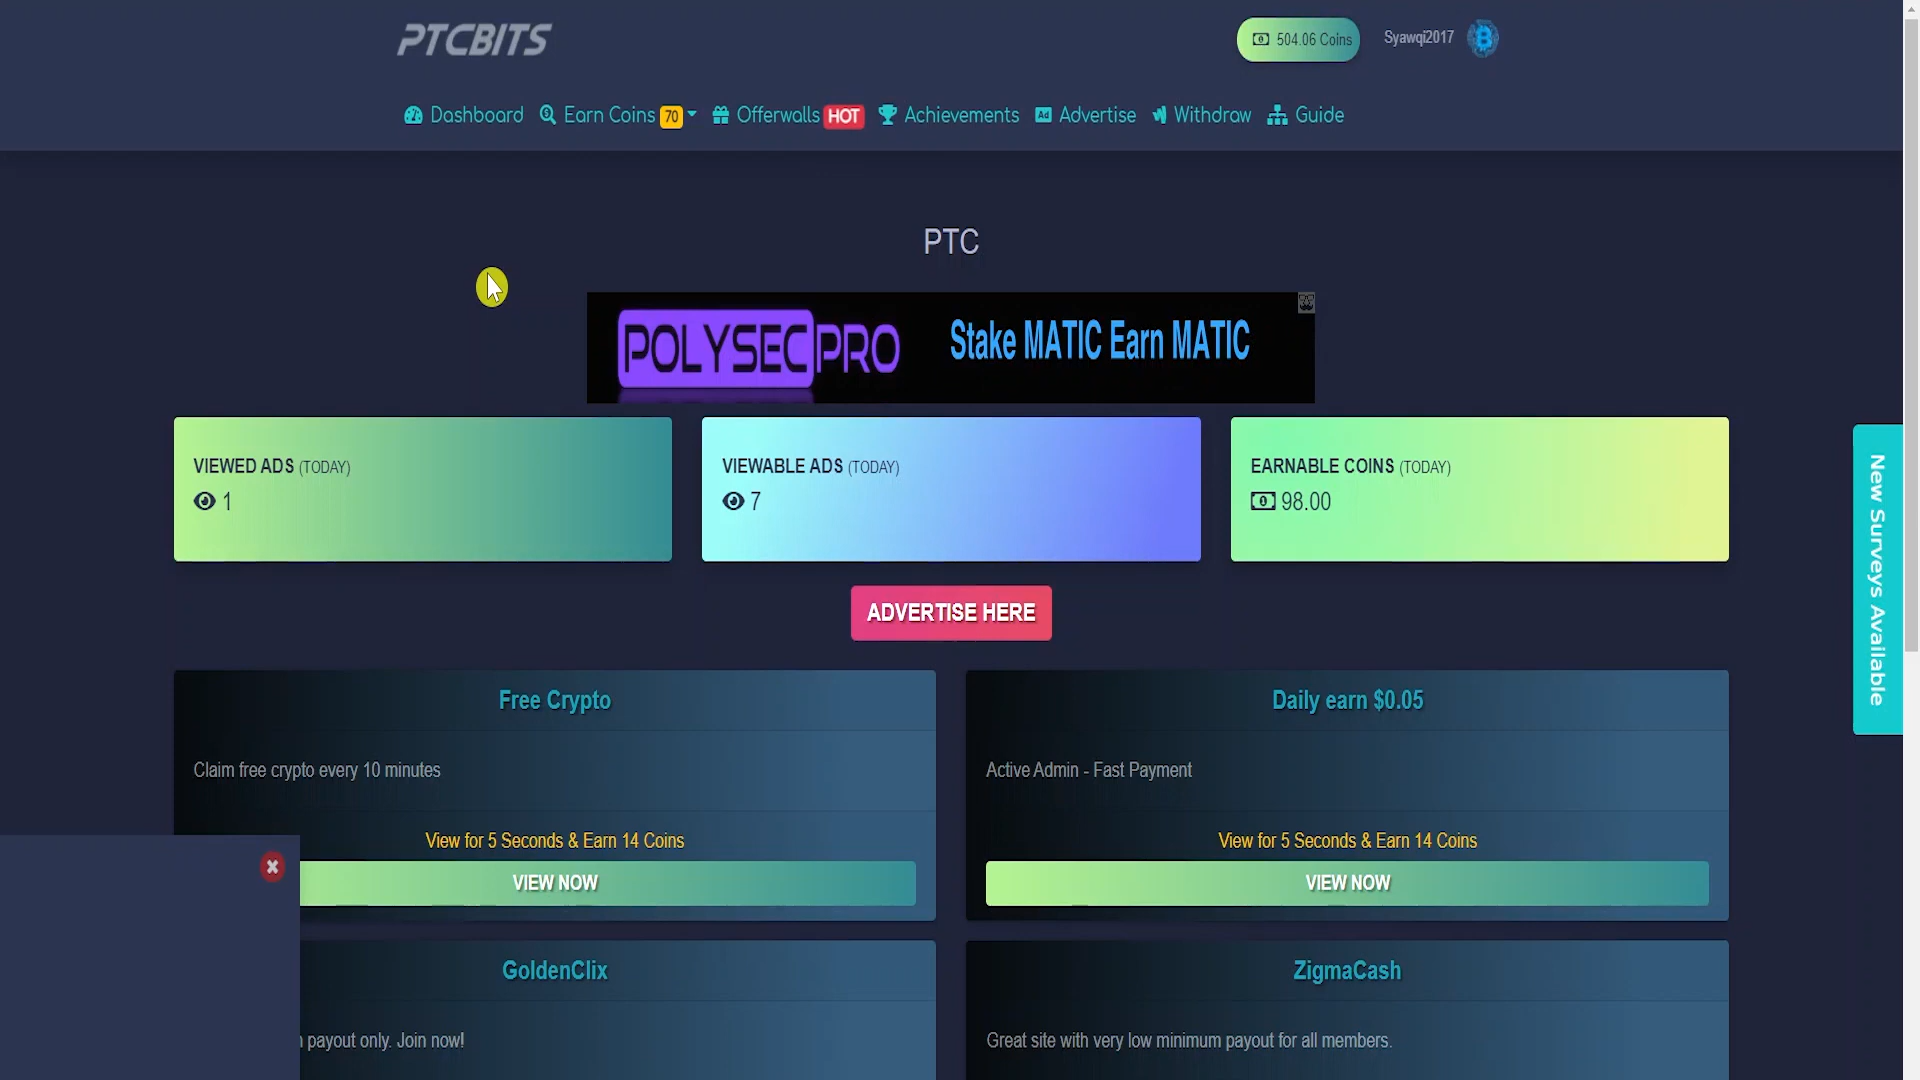 PTCBITS
504.06 Coins
Syawqi2017
Dashboard
Earn Coins 70
Offerwalls HOT
Achievements
Ad Advertise
Withdraw
Guide
PTC
POLYSECPRO
Stake MATIC Earn MATIC
VIEWED ADS (TODAY)
1
VIEWABLE ADS (TODAY)
7
EARNABLE COINS (TODAY)
98.00
New Surveys Available
ADVERTISE HERE
Free Crypto
Claim free crypto every 10 minutes
View for 5 Seconds & Earn 14 Coins
VIEW NOW
Daily earn $0.05
Active Admin - Fast Payment
View for 5 Seconds & Earn 14 Coins
VIEW NOW
GoldenClix
payout only. Join now!
ZigmaCash
Great site with very low minimum payout for all members.